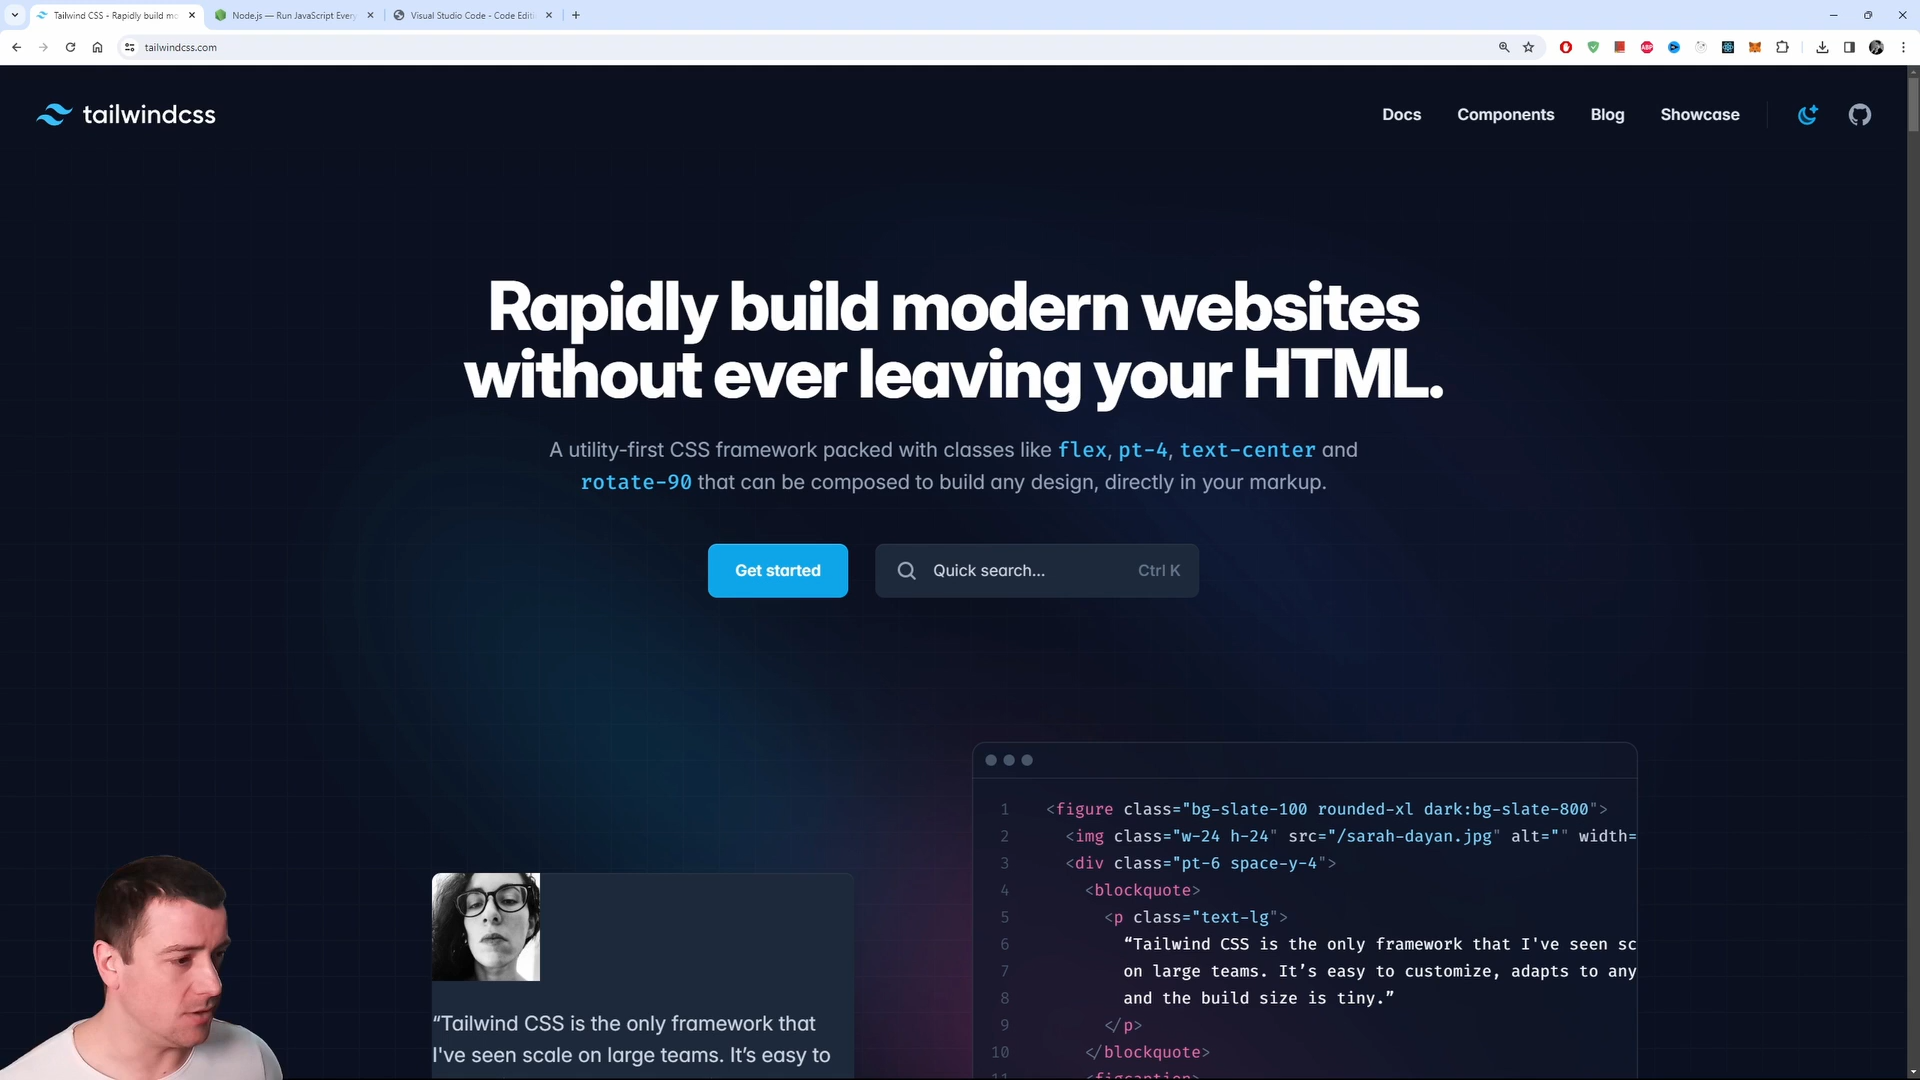 Tailwind CSS - Rapidly build mo
Node.js — Run JavaScript Every
Visual Studio Code - Code Editi
tailwindcss.com
ABP
tailwindcss
Docs
Components
Blog
Showcase
Rapidly build modern websites
without ever leaving your HTML.
A utility-first CSS framework packed with classes like flex, pt-4, text-center and
rotate-90 that can be composed to build any design, directly in your markup.
Get started
Quick search...
Ctrl K
“Tailwind CSS is the only framework that
I've seen scale on large teams. It’s easy to
1 <figure class="bg-slate-100 rounded-xl dark:bg-slate-800">
2 <img class="w-24 h-24" src="/sarah-dayan.jpg" alt="" width=
3 <div class="pt-6 space-y-4">
4 <blockquote>
5 <p class="text-lg">
6 “Tailwind CSS is the only framework that I've seen sc
7 on large teams. It’s easy to customize, adapts to any
8 and the build size is tiny.”
9 </p>
10 </blockquote>
11 <figcaption>